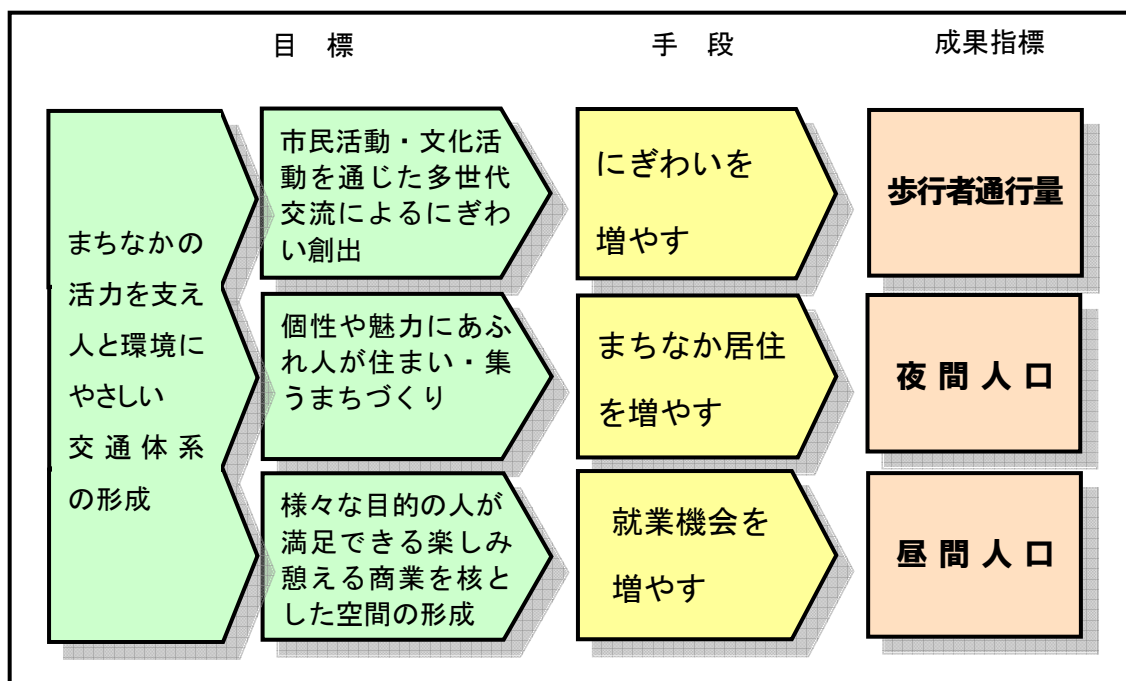 目 標
手 段
成果指標
まちなかの
活力を支え
人と環境に
やさしい
交通体系
の形成
市民活動・文化活
動を通じた多世代
交流によるにぎわ
い創出
にぎわいを
増やす
歩行者通行量
個性や魅力にあふ
れ人が住まい・集
うまちづくり
まちなか居住
を増やす
夜間人口
様々な目的の人が
満足できる楽しみ
憩える商業を核と
した空間の形成
就業機会を
増やす
昼間人口